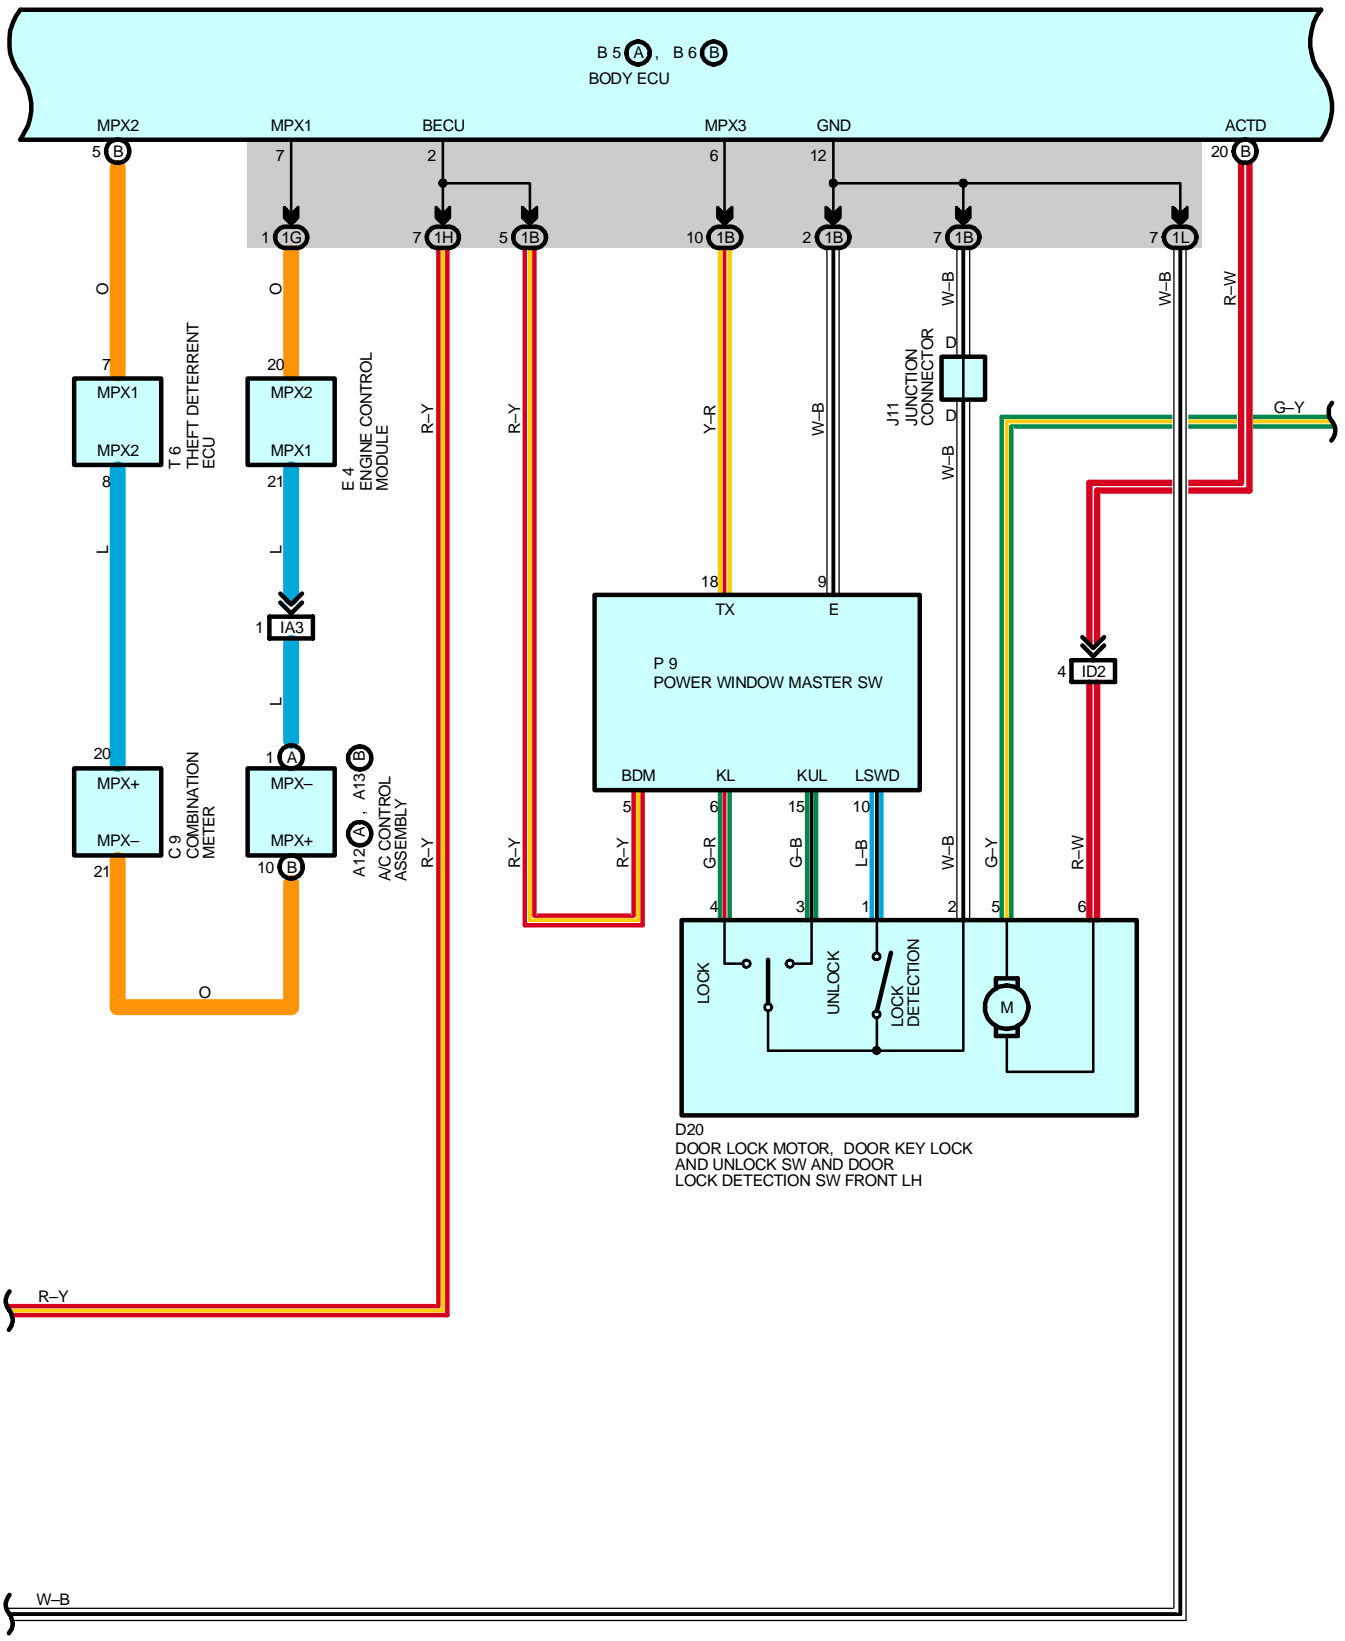 B 5 A , B 6 B
BODY ECU
MPX2 MPX1 BECU MPX3 GND ACTD
5 B 7 2 6 12 20 B
1 1G 7 1H 5 1B 10 1B 2 1B 7 1B 7 1L
O O W–B W–B R–W
7 20
MPX1 MPX2
MPX2 MPX1
8 21
T 6
THEFT DETERRENT
ECU
E 4
ENGINE CONTROL
MODULE
R–Y R–Y Y–R W–B
J11
JUNCTION
CONNECTOR
D
D
W–B
G–Y
L L
1 IA3
L
18 9
TX E
P 9
POWER WINDOW MASTER SW
BDM KL KUL LSWD
5 6 15 10
4 ID2
20 1 A
MPX+ MPX–
MPX– MPX+
21 10 B
C 9
COMBINATION
METER
A12 A , A13 B
A/C CONTROL
ASSEMBLY
R–Y R–Y R–Y G–R G–B L–B W–B G–Y R–W
4 3 1 2 5 6
LOCK UNLOCK
LOCK
DETECTION
M
O
D20
DOOR LOCK MOTOR, DOOR KEY LOCK
AND UNLOCK SW AND DOOR
LOCK DETECTION SW FRONT LH
R–Y
W–B